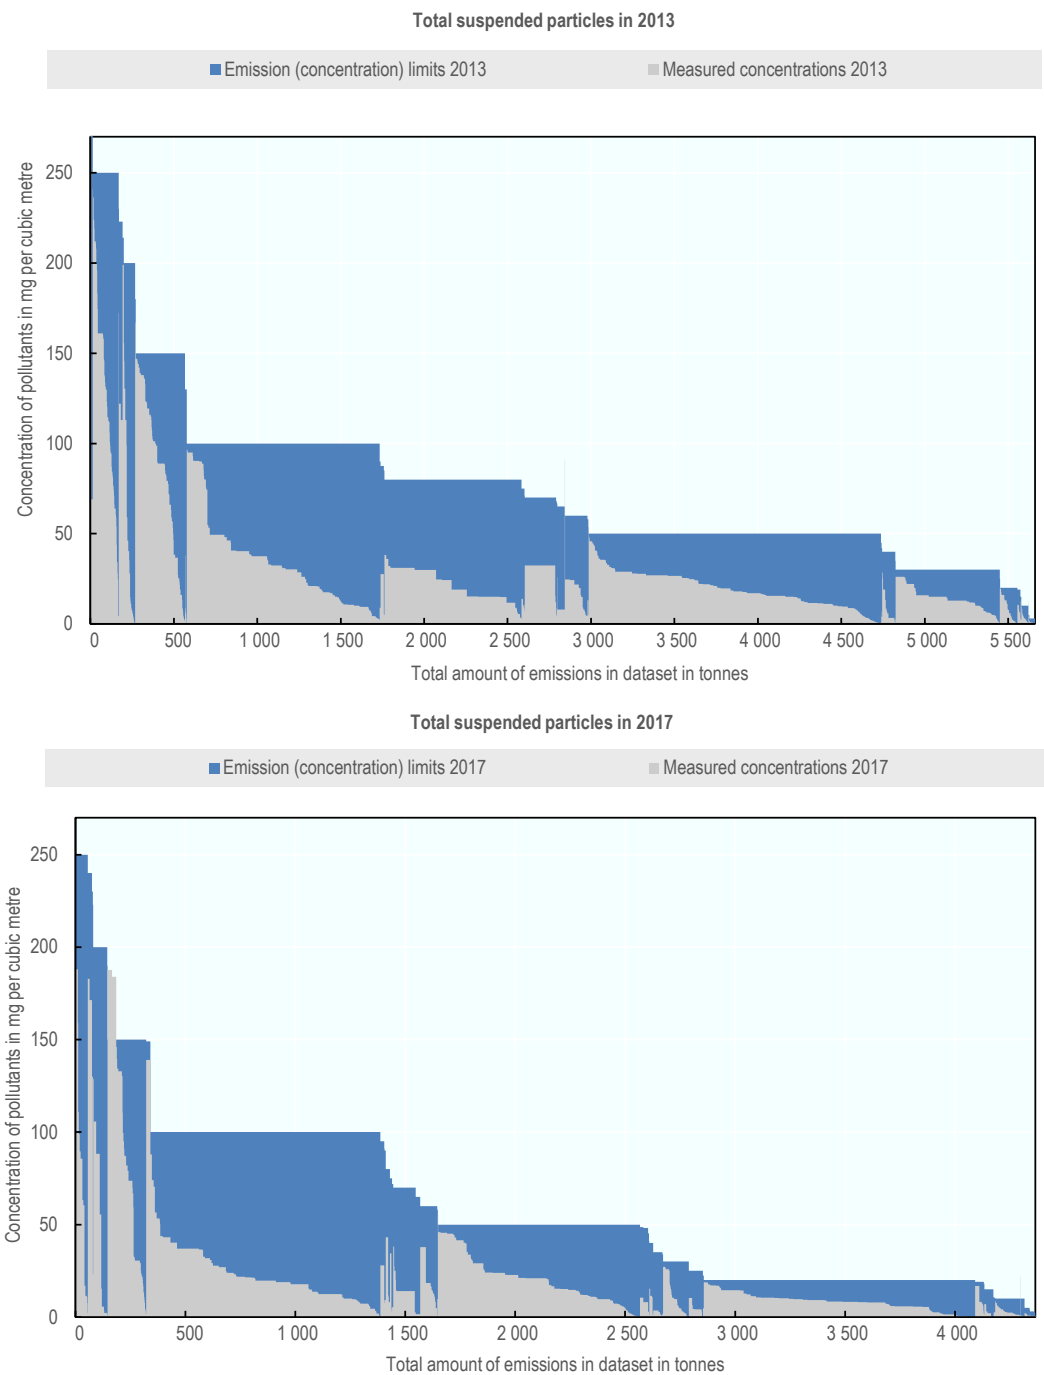 Total suspended particles in 2013
Emission (concentration) limits 2013 Measured concentrations 2013
Concentration of pollutants in mg per cubic metre
250
200
150
100
50
0
0 500 1 000 1 500 2 000 2 500 3 000 3 500 4 000 4 500 5 000 5 500
Total amount of emissions in dataset in tonnes
Total suspended particles in 2017
Emission (concentration) limits 2017 Measured concentrations 2017
Concentration of pollutants in mg per cubic metre
250
200
150
100
50
0
0 500 1 000 1 500 2 000 2 500 3 000 3 500 4 000
Total amount of emissions in dataset in tonnes